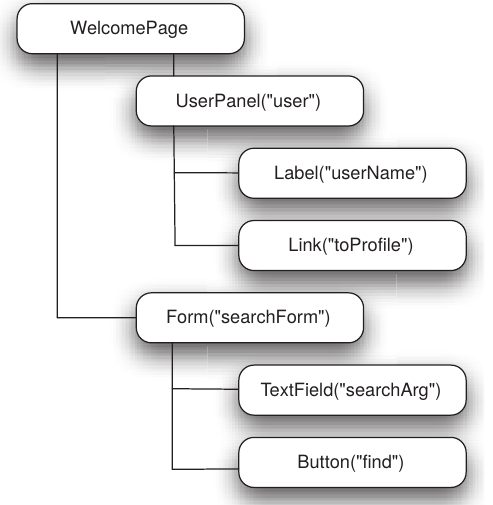 WelcomePage
UserPanel("user")
Label("userName")
Link("toProfile")
Form("searchForm")
TextField("searchArg")
Button("find")